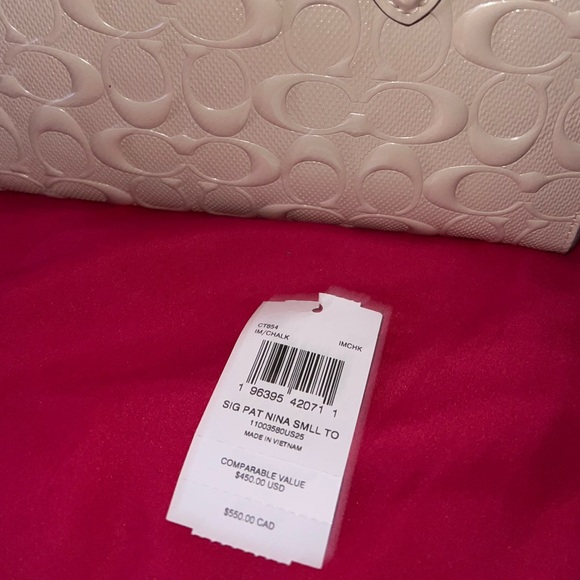 CT854
IM/CHALK IMCHK
1 96395 42071 1
SIG PAT NINA SMLL TO
11003580US25
MADE IN VIETNAM
COMPARABLE VALUE
$450.00 USD
$550.00 CAD